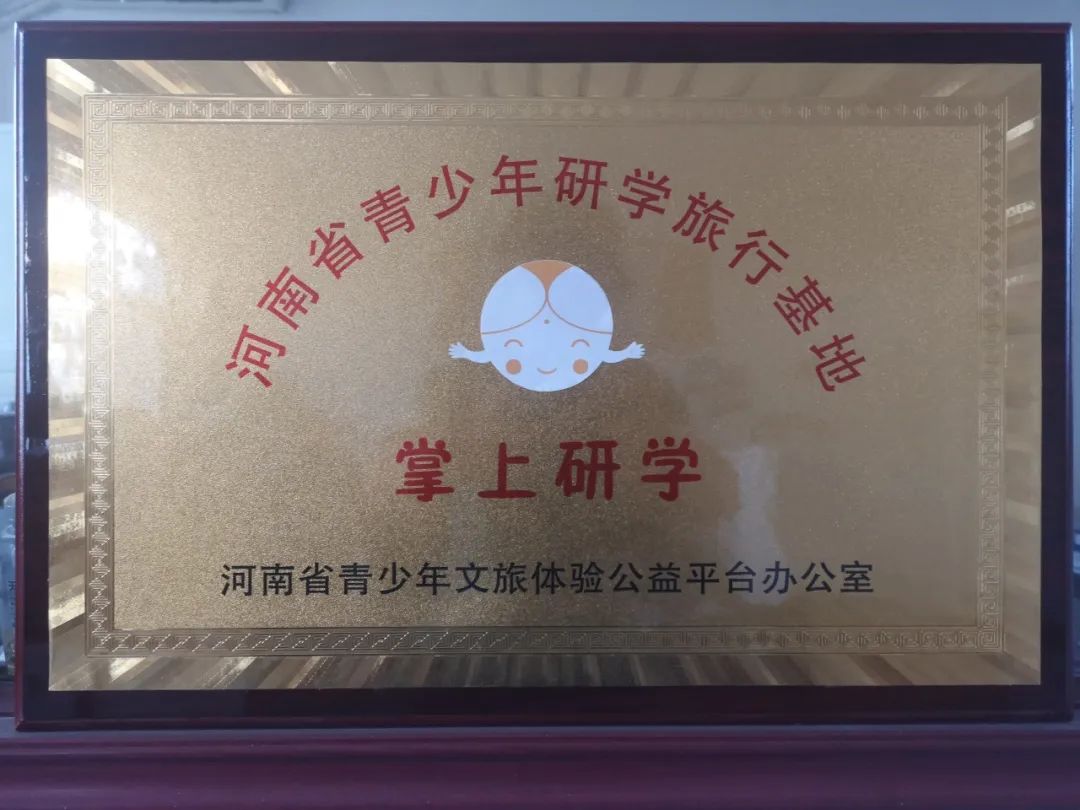 河南省青少年研学旅行基地
掌上研学
河南省青少年文旅体验公益平台办公室